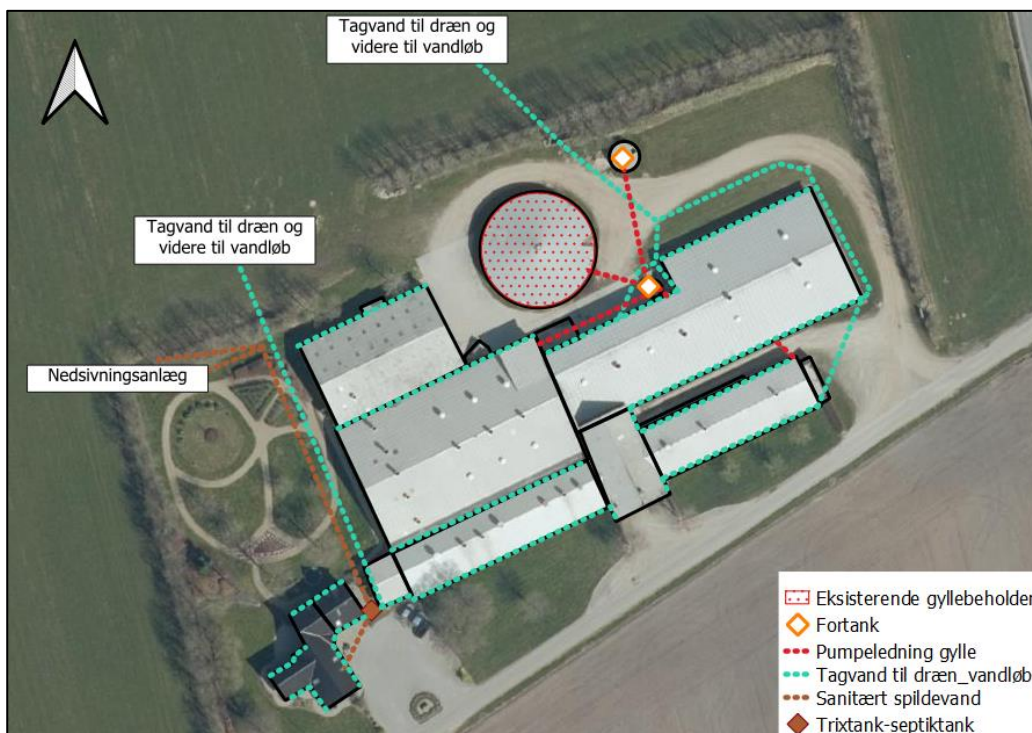 Tagvand til dræn og
videre til vandløb
Tagvand til dræn og
videre til vandløb
Nedsivningsanlæg
Eksisterende gyllebeholder
Fortank
Pumpeledning gylle
Tagvand til dræn_vandløb
Sanitært spildevand
Trixtank-septiktank